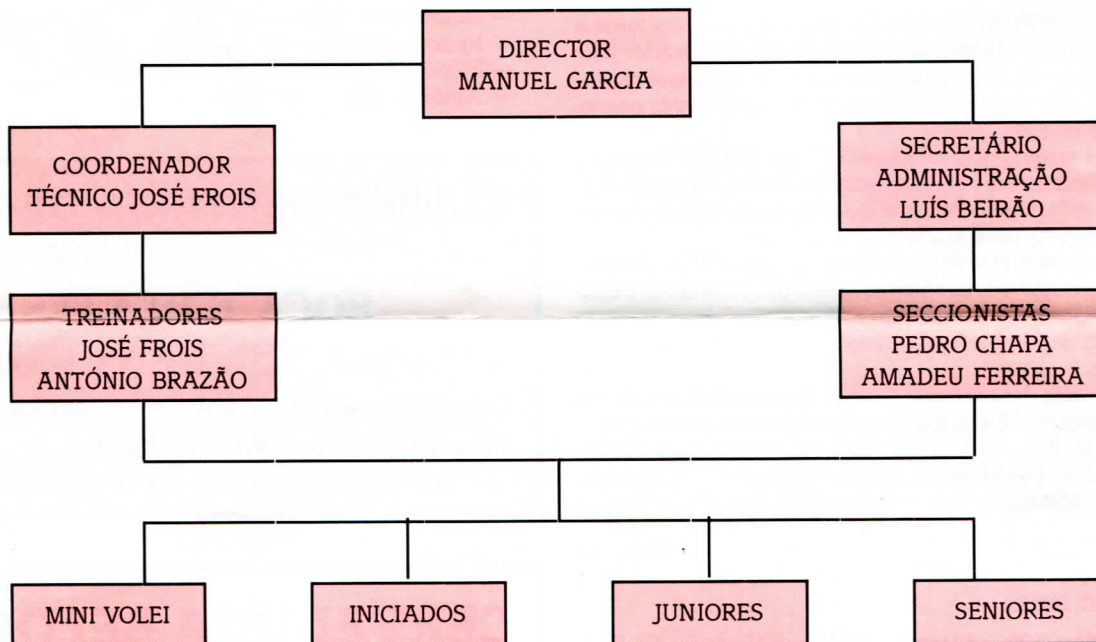 DIRECTOR
MANUEL GARCIA
COORDENADOR
TÉCNICO JOSÉ FROIS
SECRETÁRIO
ADMINISTRAÇÃO
LUÍS BEIRÃO
TREINADORES
JOSÉ FROIS
ANTÓNIO BRAZÃO
SECCIONISTAS
PEDRO CHAPA
AMADEU FERREIRA
MINI VOLEI
INICIADOS
JUNIORES
SENIORES